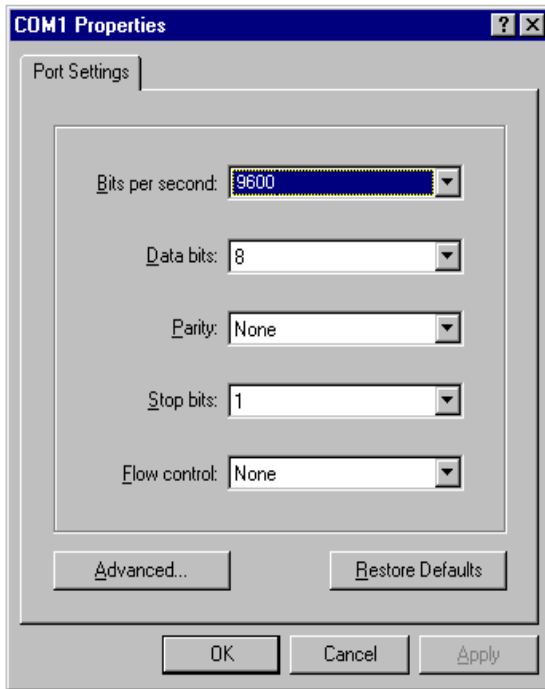 COM1 Properties
Port Settings
Bits per second: 9600
Data bits: 8
Parity: None
Stop bits: 1
Flow control: None
Advanced... Restore Defaults
OK Cancel Apply